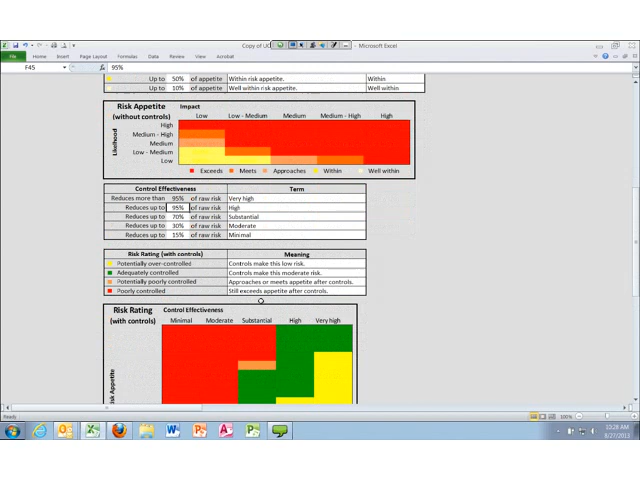 Copy of UC
- Microsoft Excel
File Home Insert Page Layout Formulas Data Review View Acrobat
F45 fx 95%
Up to 50% of appetite Within risk appetite. Within
Up to 10% of appetite Well within risk appetite. Well within
Risk Appetite Impact
(without controls) Low Low - Medium Medium Medium - High High
Likelihood
High
Medium - High
Medium
Low - Medium
Low
Exceeds Meets Approaches Within Well within
Control Effectiveness Term
Reduces more than 95% of raw risk Very high
Reduces up to 95% of raw risk High
Reduces up to 70% of raw risk Substantial
Reduces up to 30% of raw risk Moderate
Reduces up to 15% of raw risk Minimal
Risk Rating (with controls) Meaning
Potentially over-controlled Controls make this low risk.
Adequately controlled Controls make this moderate risk.
Potentially poorly controlled Approaches or meets appetite after controls.
Poorly controlled Still exceeds appetite after controls.
Risk Rating Control Effectiveness
(with controls) Minimal Moderate Substantial High Very high
Risk Appetite
Ready 100%
10:28 AM
8/27/2013